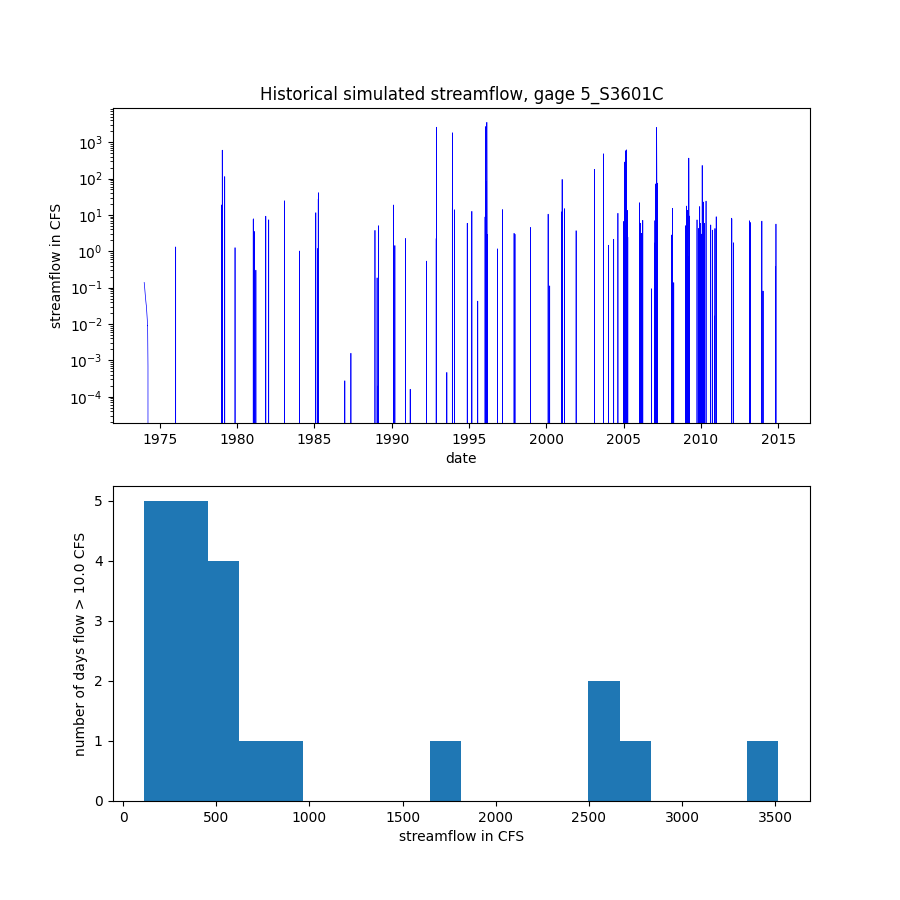 Historical simulated streamflow, gage 5_S3601C
streamflow in CFS
10³
10²
10¹
10⁰
10⁻¹
10⁻²
10⁻³
10⁻⁴
1975 1980 1985 1990 1995 2000 2005 2010 2015
date
number of days flow > 10.0 CFS
5
4
3
2
1
0
0 500 1000 1500 2000 2500 3000 3500
streamflow in CFS